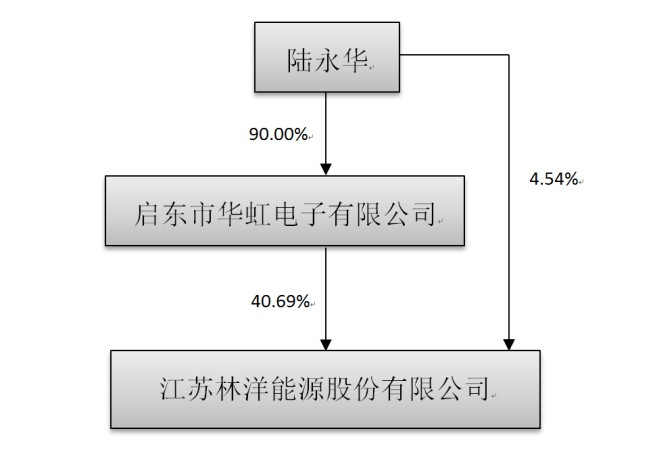 陆永华
90.00%
4.54%
启东市华虹电子有限公司
40.69%
江苏林洋能源股份有限公司